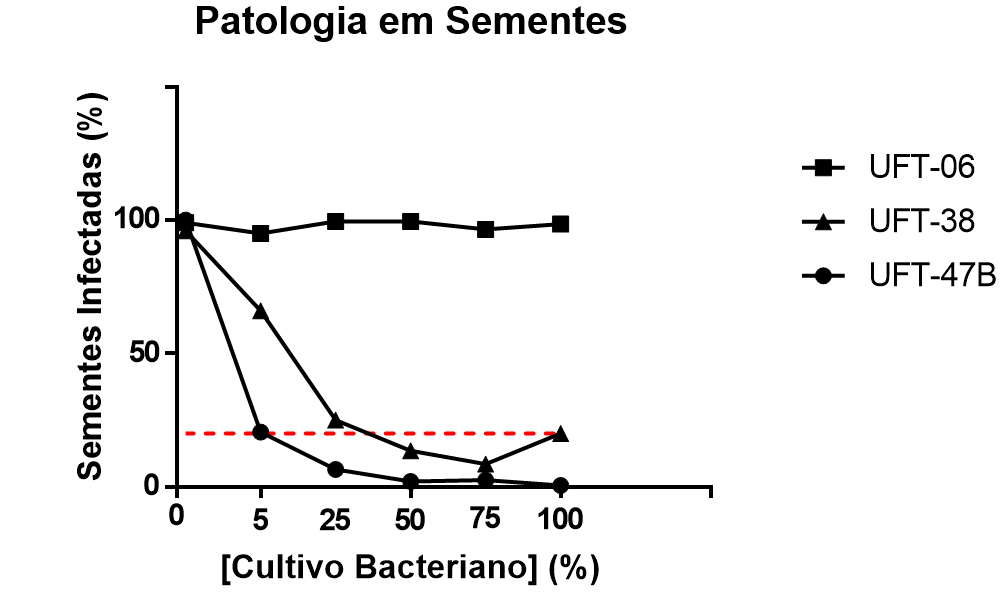 Patologia em Sementes
Sementes Infectadas (%)
100
50
0
0 5 25 50 75 100
[Cultivo Bacteriano] (%)
UFT-06
UFT-38
UFT-47B